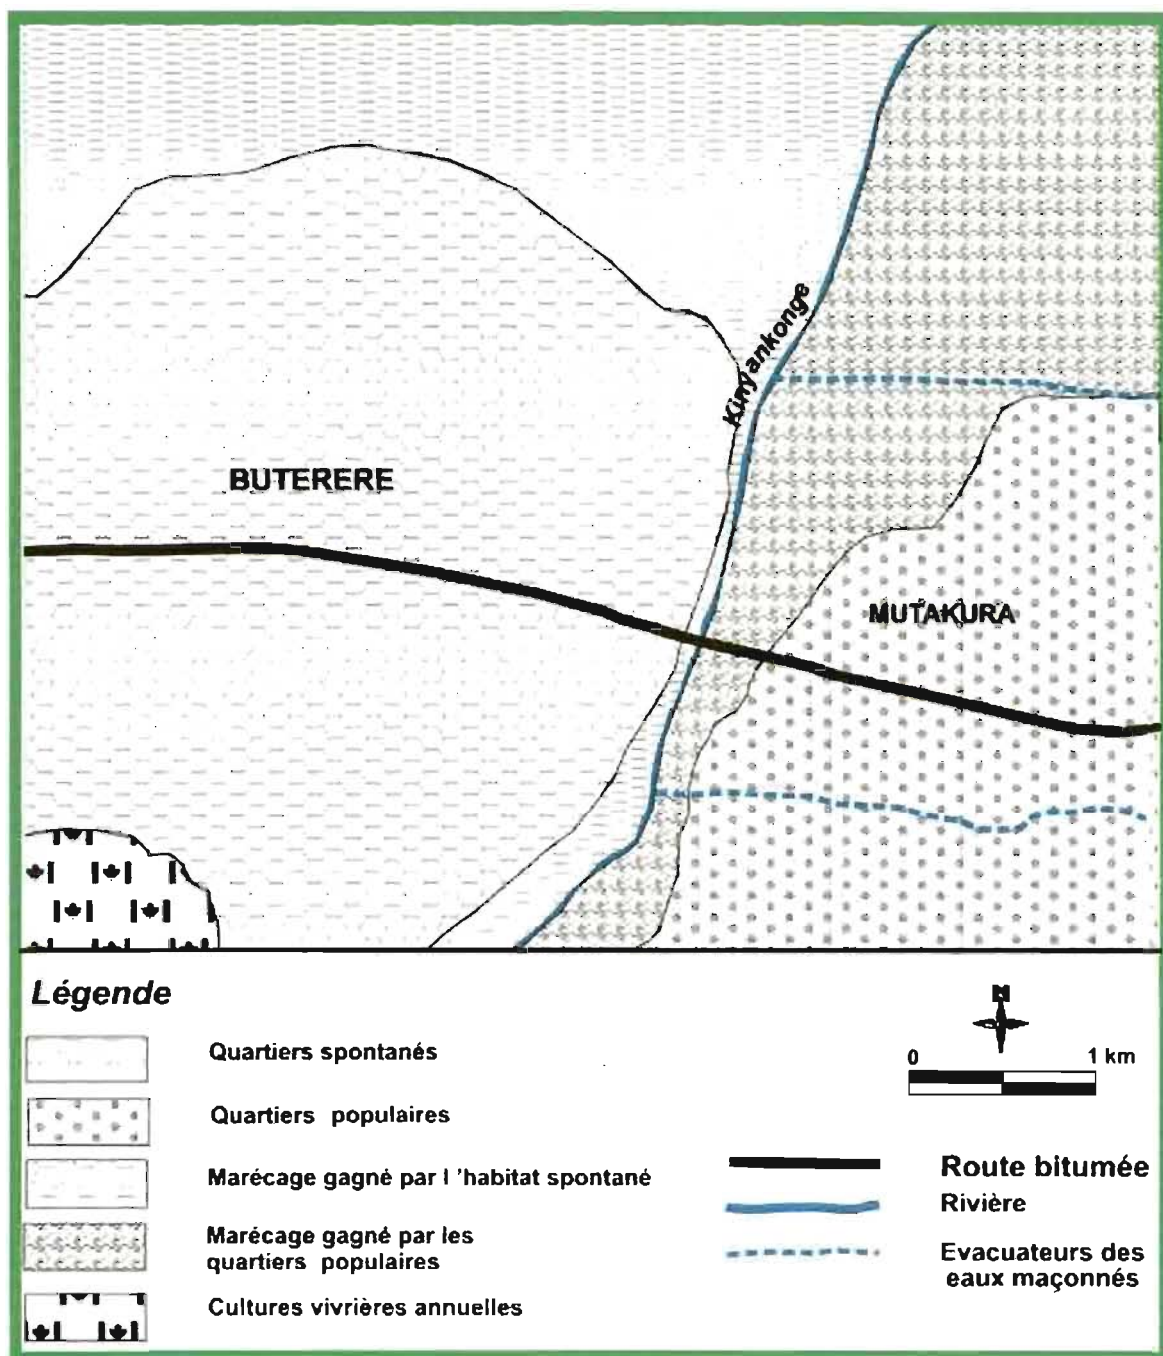 Kinyankonge
BUTERERE
MUTAKURA
Légende
Quartiers spontanés
Quartiers populaires
Marécage gagné par l 'habitat spontané
Marécage gagné par les
quartiers populaires
Cultures vivrières annuelles
N
0 1 km
Route bitumée
Rivière
Evacuateurs des
eaux maçonnés